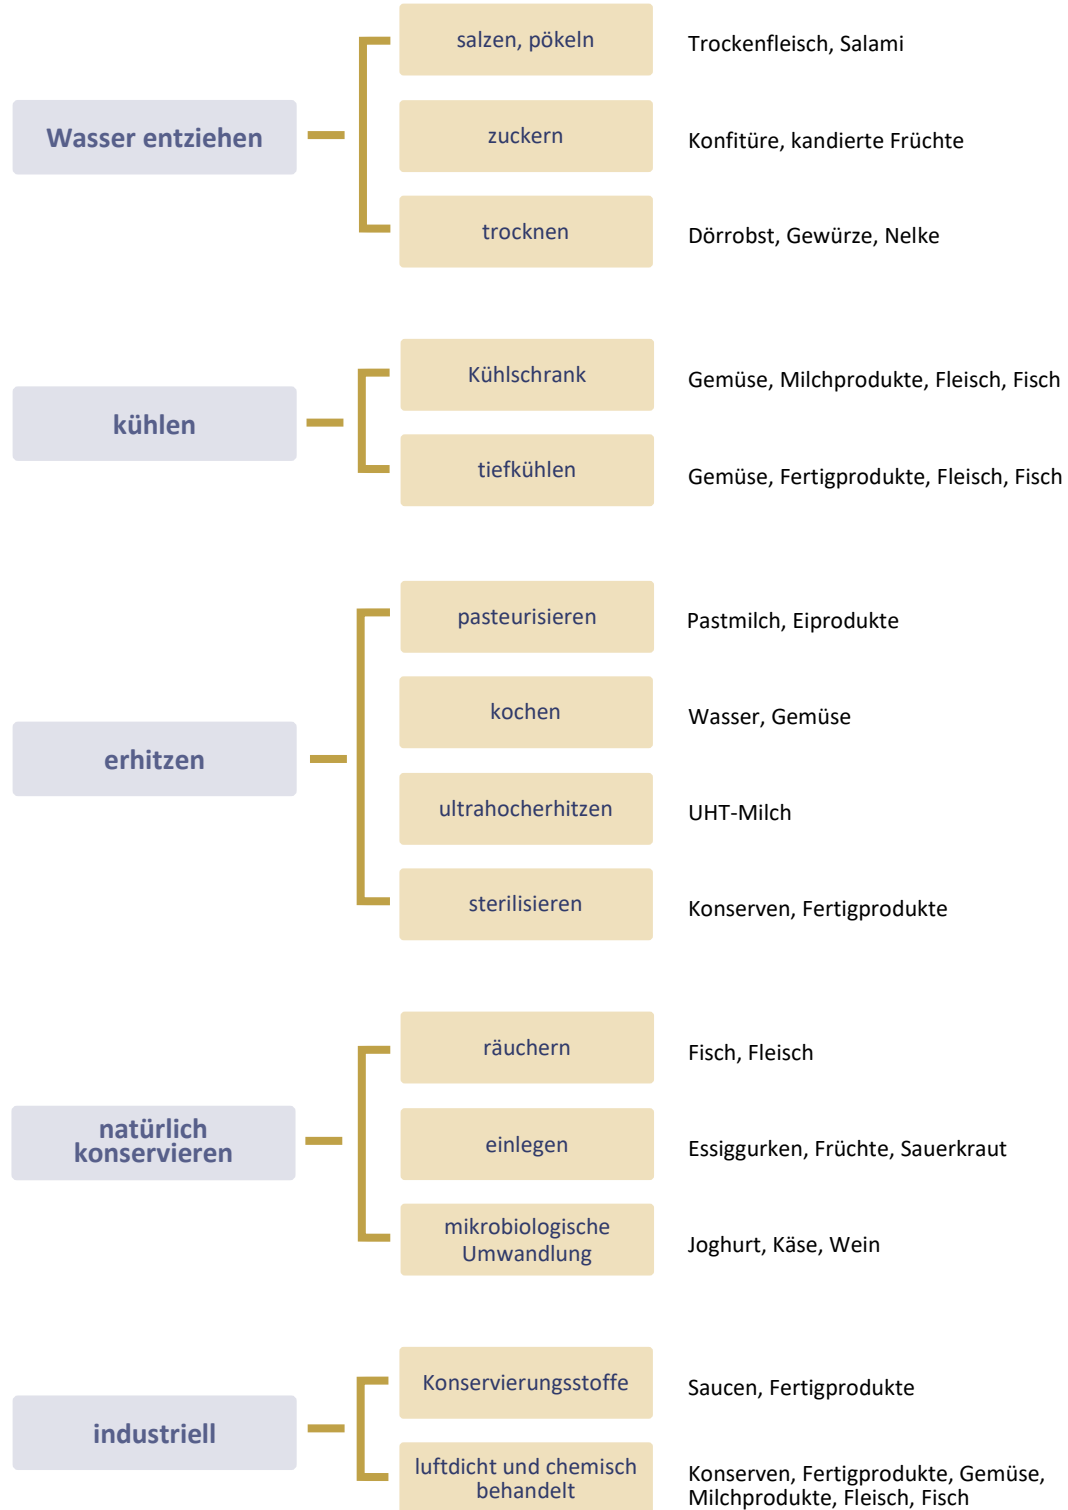 salzen, pökeln
Trockenfleisch, Salami
Wasser entziehen
zuckern
Konfitüre, kandierte Früchte
trocknen
Dörrobst, Gewürze, Nelke
Kühlschrank
Gemüse, Milchprodukte, Fleisch, Fisch
kühlen
tiefkühlen
Gemüse, Fertigprodukte, Fleisch, Fisch
pasteurisieren
Pastmilch, Eiprodukte
kochen
Wasser, Gemüse
erhitzen
ultrahocherhitzen
UHT-Milch
sterilisieren
Konserven, Fertigprodukte
räuchern
Fisch, Fleisch
natürlich
konservieren
einlegen
Essiggurken, Früchte, Sauerkraut
mikrobiologische
Umwandlung
Joghurt, Käse, Wein
Konservierungsstoffe
Saucen, Fertigprodukte
industriell
luftdicht und chemisch
behandelt
Konserven, Fertigprodukte, Gemüse,
Milchprodukte, Fleisch, Fisch